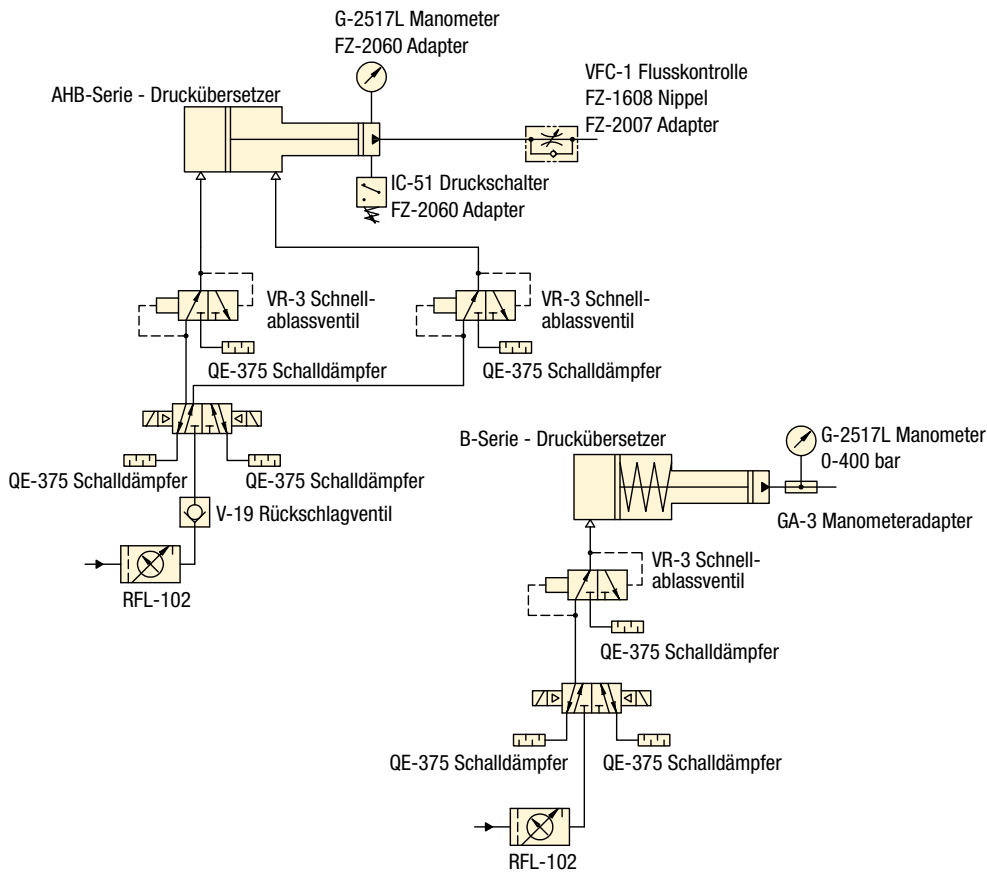 G-2517L Manometer
FZ-2060 Adapter
VFC-1 Flusskontrolle
FZ-1608 Nippel
FZ-2007 Adapter
AHB-Serie - Druckübersetzer
IC-51 Druckschalter
FZ-2060 Adapter
VR-3 Schnell-
ablassventil
VR-3 Schnell-
ablassventil
QE-375 Schalldämpfer
QE-375 Schalldämpfer
QE-375 Schalldämpfer
QE-375 Schalldämpfer
V-19 Rückschlagventil
RFL-102
B-Serie - Druckübersetzer
G-2517L Manometer
0-400 bar
GA-3 Manometeradapter
VR-3 Schnell-
ablassventil
QE-375 Schalldämpfer
QE-375 Schalldämpfer
QE-375 Schalldämpfer
RFL-102